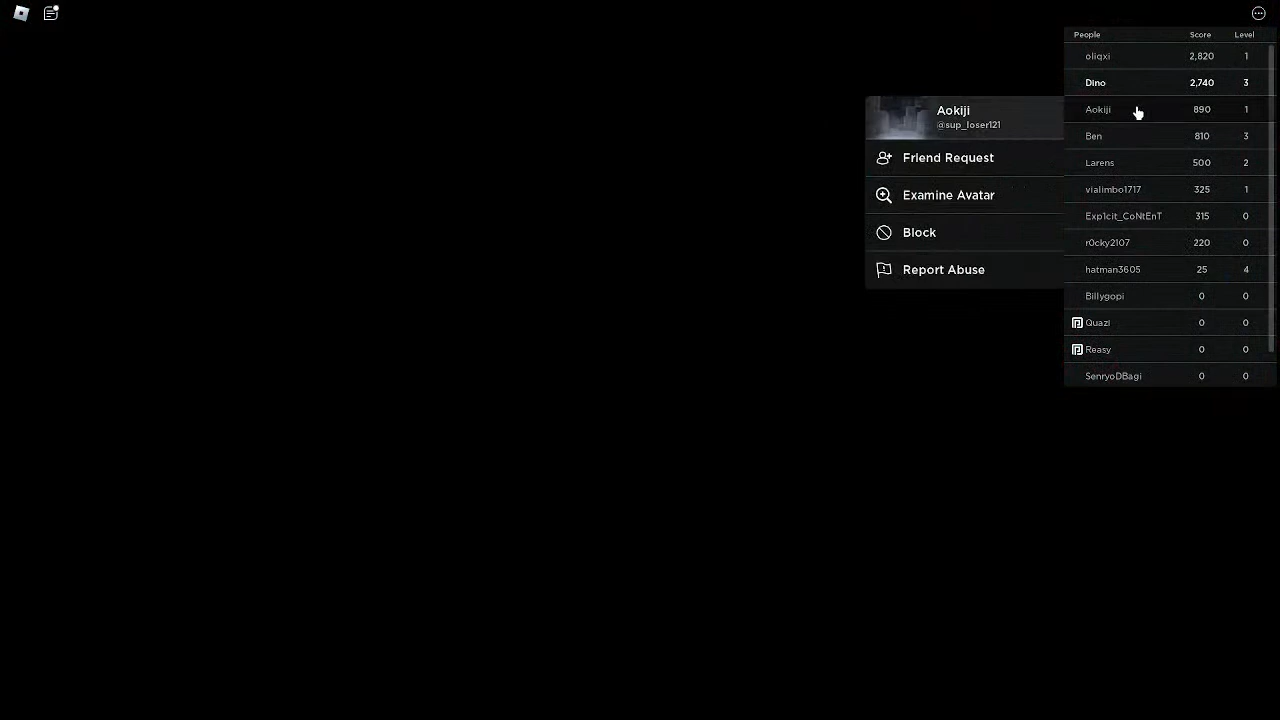 People Score Level
oliqxi 2,820 1
Dino 2,740 3
Aokiji 890 1
Ben 810 3
Larens 500 2
vialimbo1717 325 1
Exp1cit_CoNtEnT 315 0
r0cky2107 220 0
hatman3605 25 4
Billygopi 0 0
Quazi 0 0
Reasy 0 0
SenryoDBagi 0 0
Aokiji
@sup_loser121
Friend Request
Examine Avatar
Block
Report Abuse